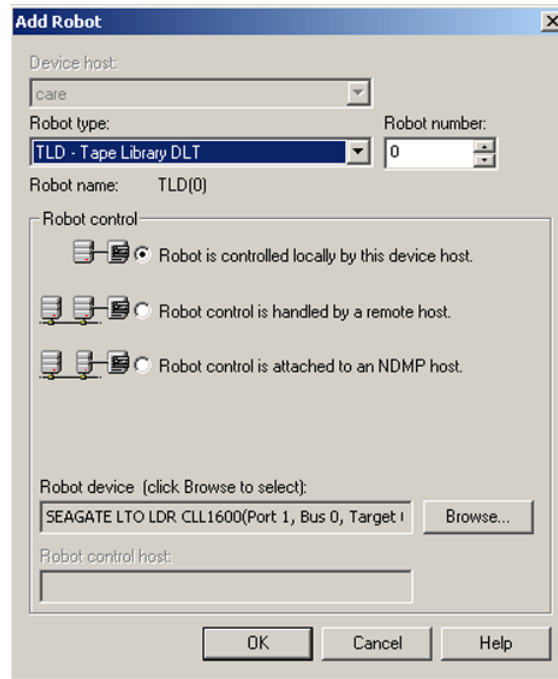 Add Robot
Device host:
care
Robot type:
Robot number:
TLD - Tape Library DLT
0
Robot name: TLD(0)
Robot control
Robot is controlled locally by this device host.
Robot control is handled by a remote host.
Robot control is attached to an NDMP host.
Robot device (click Browse to select):
SEAGATE LTO LDR CLL1600(Port 1, Bus 0, Target
Browse...
Robot control host:
OK
Cancel
Help